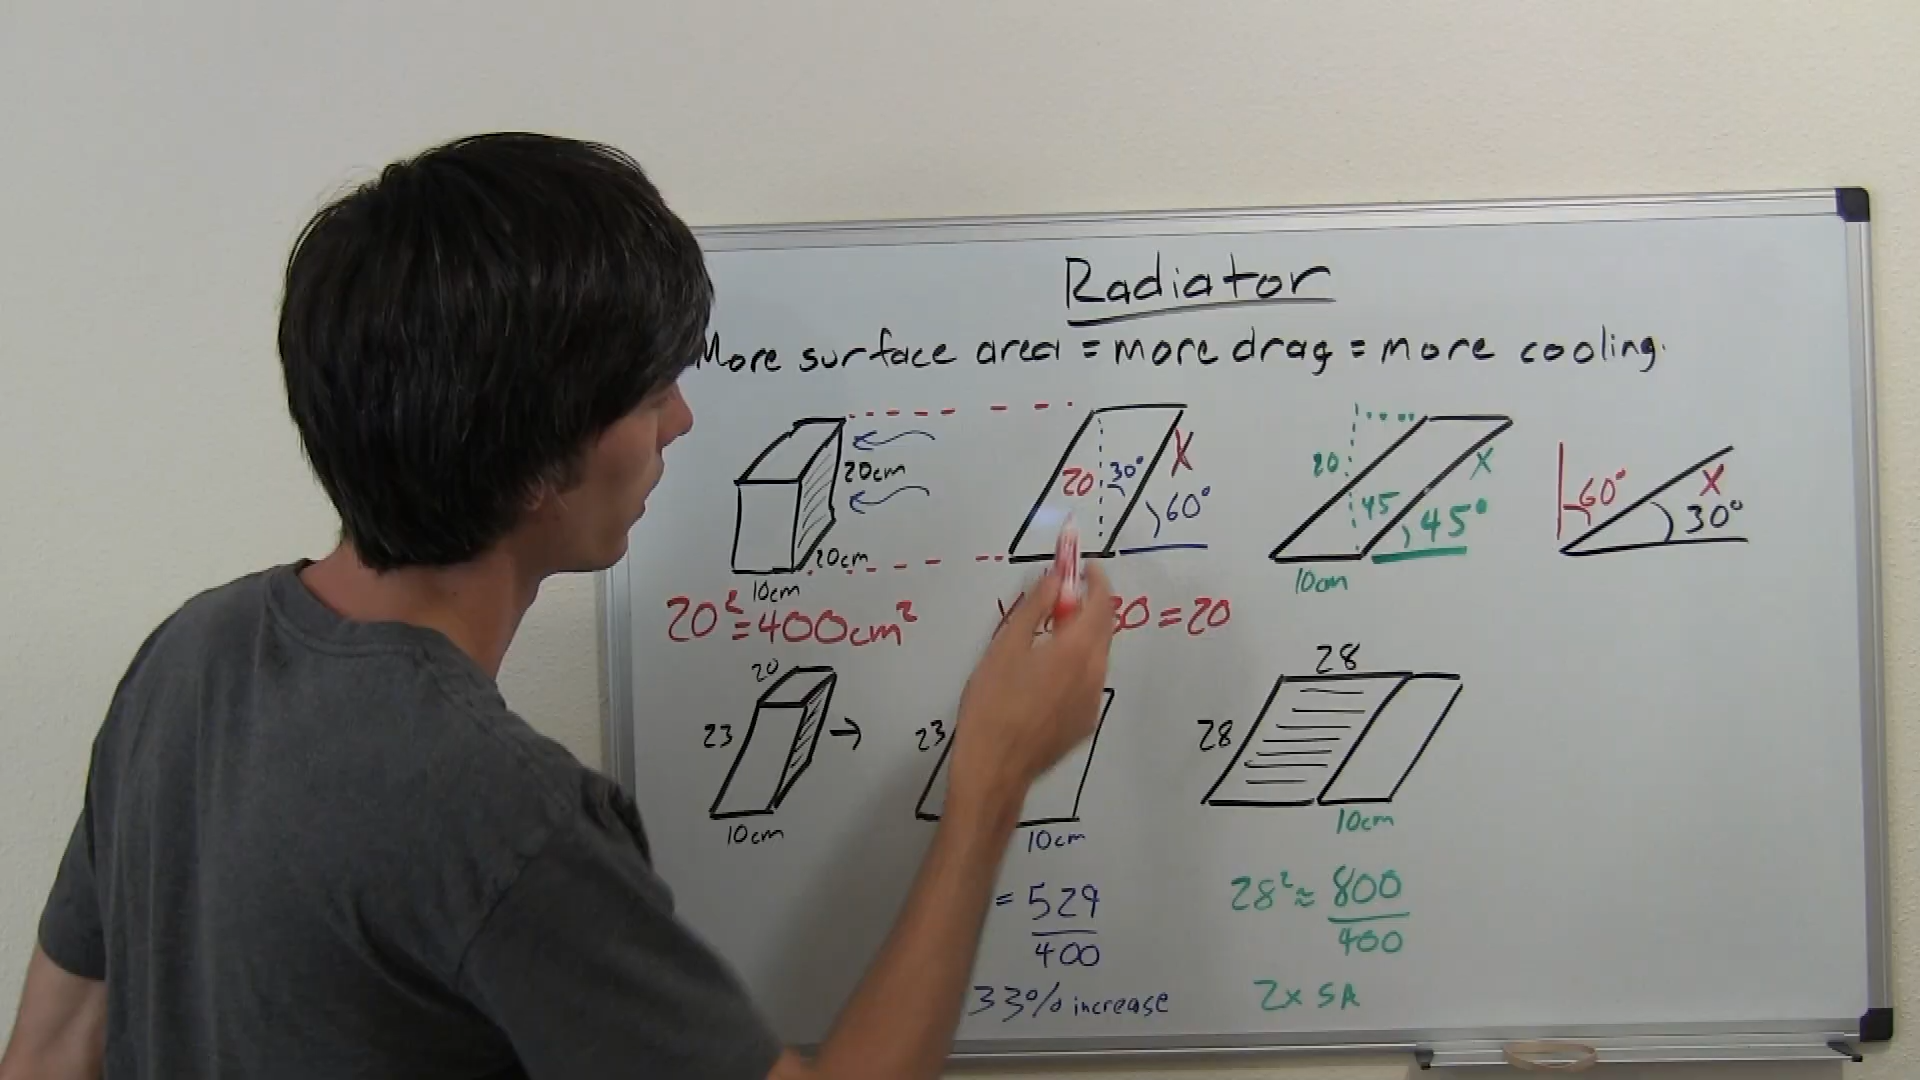 Radiator
More surface area = more drag = more cooling.
20cm
20cm
10cm
20² = 400cm²
20
30°
X
60°
30 = 20
20
45
X
45°
10cm
60°
X
30°
20
23
10cm
23
10cm
= 529
400
33% increase
28
28
10cm
28² ≈ 800
400
2x SA